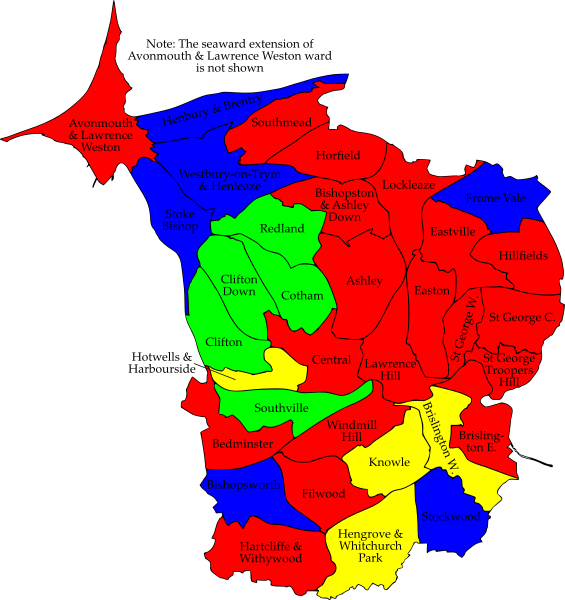 Note: The seaward extension of
Avonmouth & Lawrence Weston ward
is not shown
Henbury & Brentry
Avonmouth
& Lawrence
Weston
Southmead
Horfield
Westbury-on-Trym
& Henleaze
Lockleaze
Bishopston
& Ashley
Down
Frome Vale
Stoke
Bishop
Redland
Eastville
Hillfields
Clifton
Down
Cotham
Ashley
Easton
St George W.
St George C.
Clifton
Hotwells &
Harbourside
Central
Lawrence
Hill
St George
Troopers
Hill
Southville
Windmill
Hill
Brislington W.
Brisling-
ton E.
Bedminster
Knowle
Bishopsworth
Filwood
Stockwood
Hengrove &
Whitchurch
Park
Hartcliffe &
Withywood